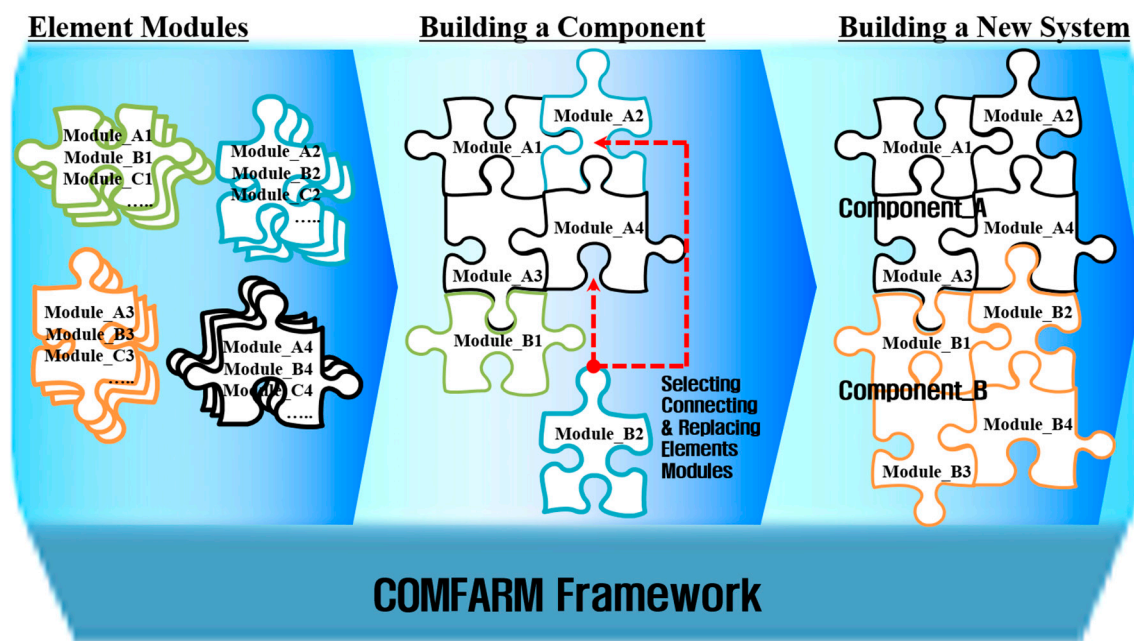 Element Modules
Building a Component
Building a New System
Module_A1
Module_B1
Module_C1
.....
Module_A2
Module_B2
Module_C2
.....
Module_A3
Module_B3
Module_C3
.....
Module_A4
Module_B4
Module_C4
.....
Module_A2
Module_A1
Module_A4
Module_A3
Module_B1
Module_B2
Selecting
Connecting
& Replacing
Elements
Modules
Module_A2
Module_A1
Component_A
Module_A4
Module_A3
Module_B2
Module_B1
Component_B
Module_B4
Module_B3
COMFARM Framework